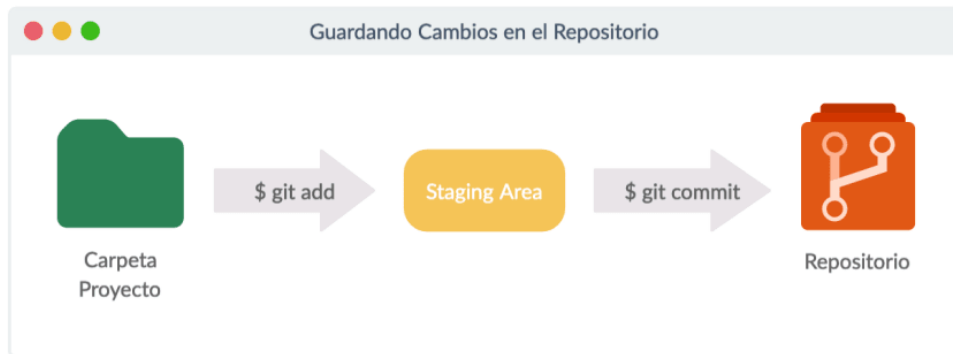 Guardando Cambios en el Repositorio
$ git add
Staging Area
$ git commit
Carpeta
Proyecto
Repositorio